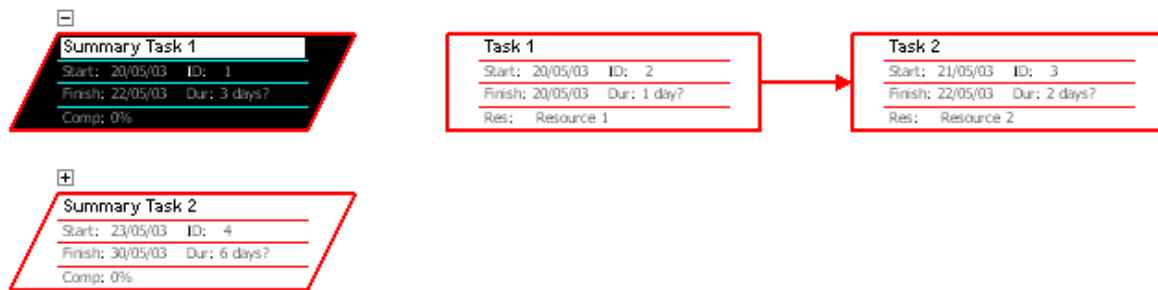 Summary Task 1
Start: 20/05/03 ID: 1
Finish: 22/05/03 Dur: 3 days?
Comp: 0%
Task 1
Start: 20/05/03 ID: 2
Finish: 20/05/03 Dur: 1 day?
Res: Resource 1
Task 2
Start: 21/05/03 ID: 3
Finish: 22/05/03 Dur: 2 days?
Res: Resource 2
Summary Task 2
Start: 23/05/03 ID: 4
Finish: 30/05/03 Dur: 6 days?
Comp: 0%